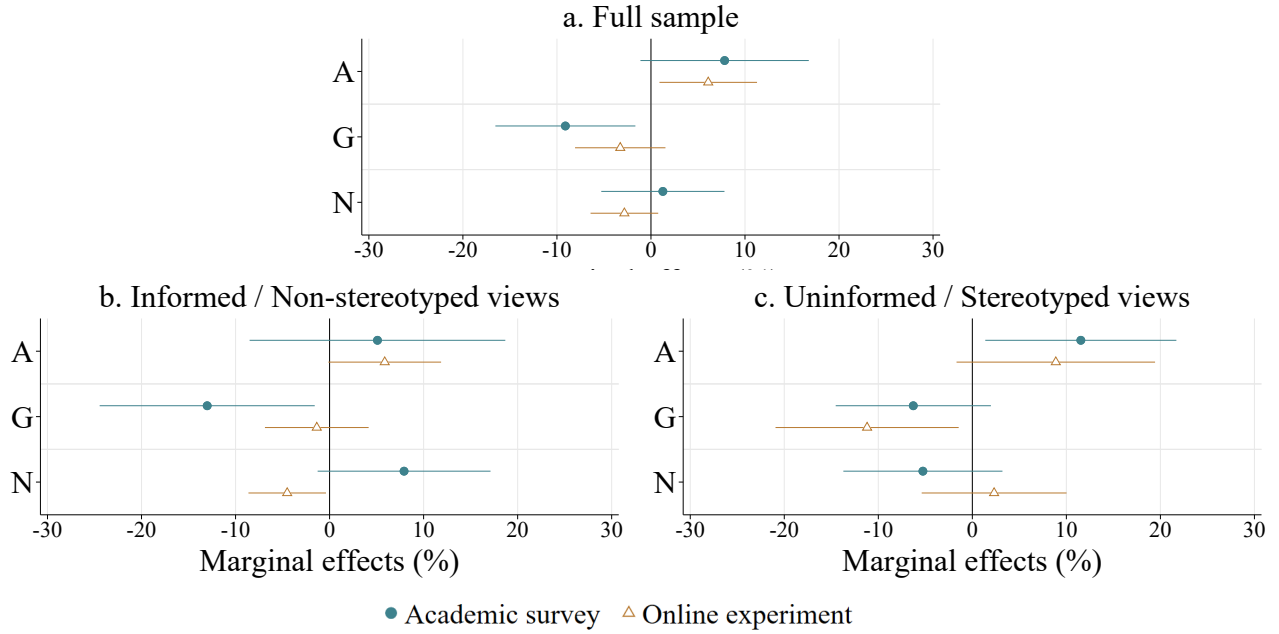 a. Full sample
A
G
N
-30 -20 -10 0 10 20 30
b. Informed / Non-stereotyped views
A
G
N
-30 -20 -10 0 10 20 30
Marginal effects (%)
c. Uninformed / Stereotyped views
A
G
N
-30 -20 -10 0 10 20 30
Marginal effects (%)
Academic survey Online experiment